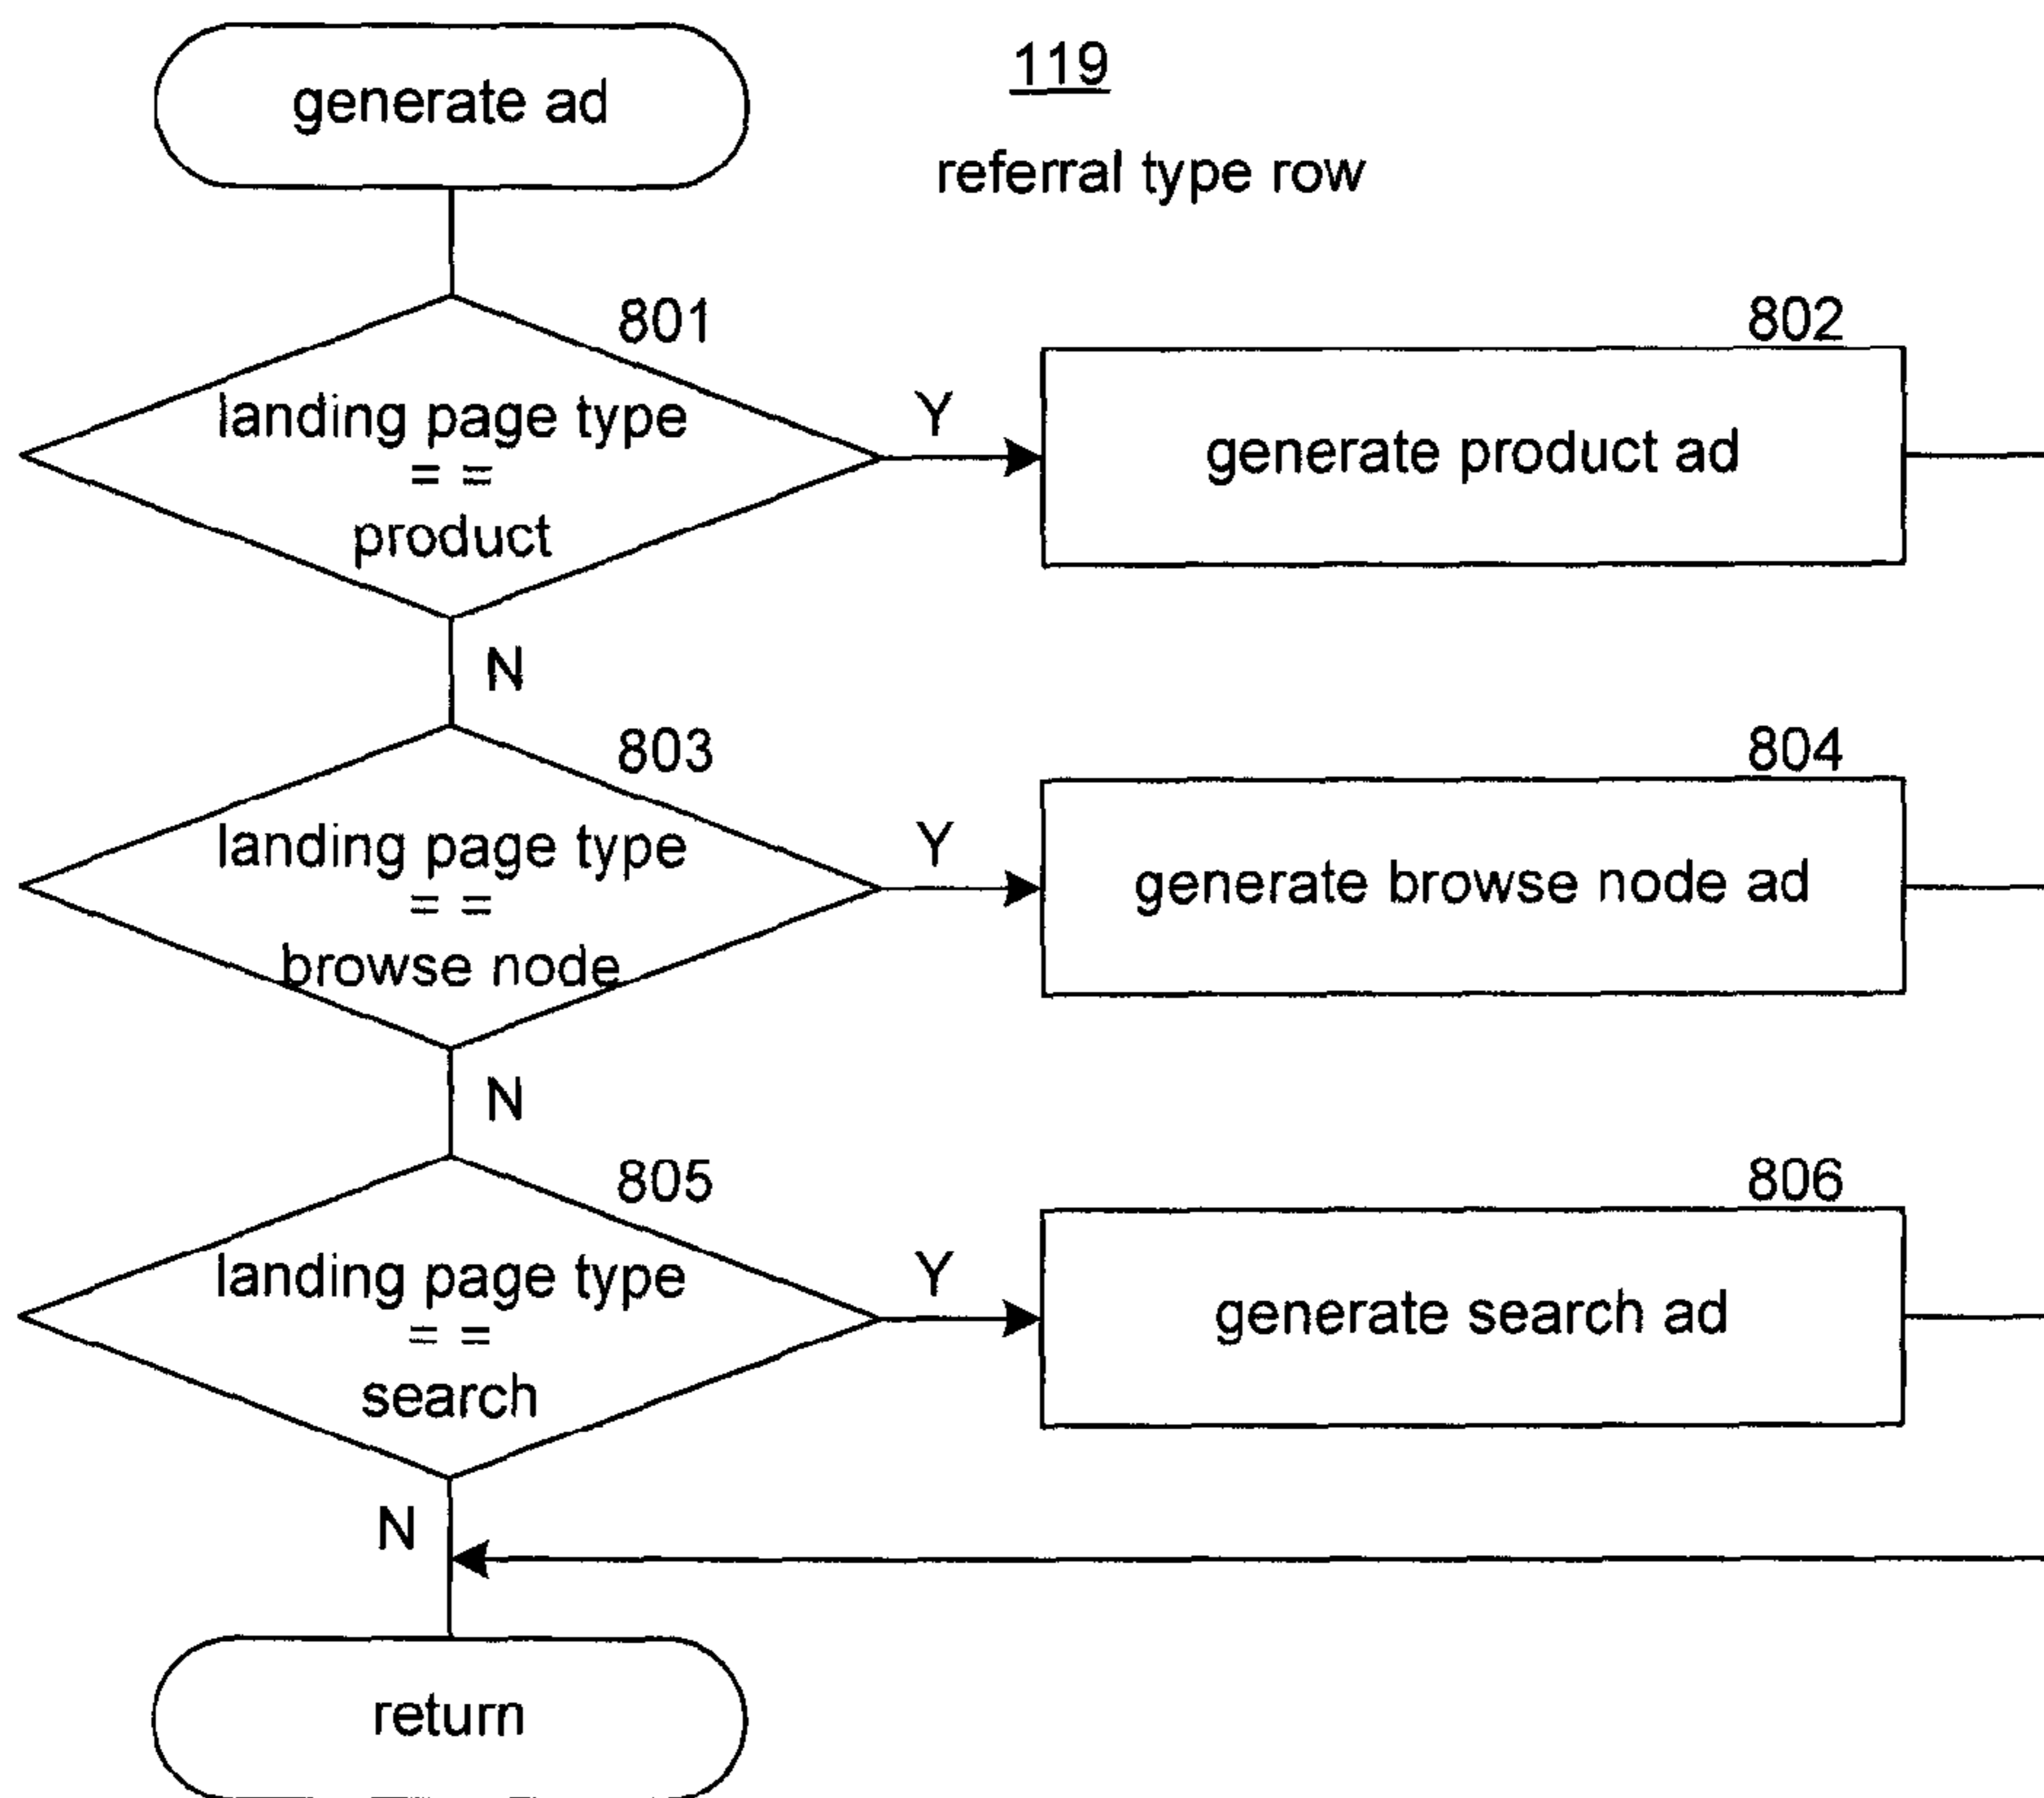 generate ad
119
referral type row
801
landing page type
= =
product
Y
802
generate product ad
N
803
landing page type
= =
browse node
Y
804
generate browse node ad
N
805
landing page type
= =
search
Y
806
generate search ad
N
return